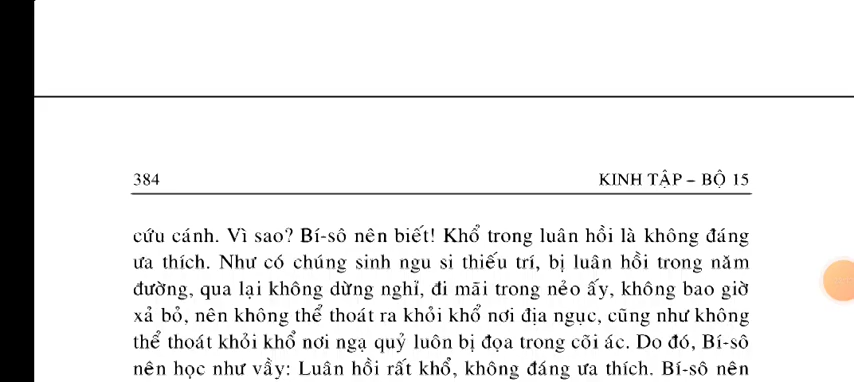 384
KINH TẬP – BỘ 15
cứu cánh. Vì sao? Bí-sô nên biết! Khổ trong luân hồi là không đáng
ưa thích. Như có chúng sinh ngu si thiếu trí, bị luân hồi trong năm
đường, qua lại không dừng nghỉ, đi mãi trong nẻo ấy, không bao giờ
xả bỏ, nên không thể thoát ra khỏi khổ nơi địa ngục, cũng như không
thể thoát khỏi khổ nơi ngạ quỷ luôn bị đọa trong cõi ác. Do đó, Bí-sô
nên học như vầy: Luân hồi rất khổ, không đáng ưa thích. Bí-sô nên